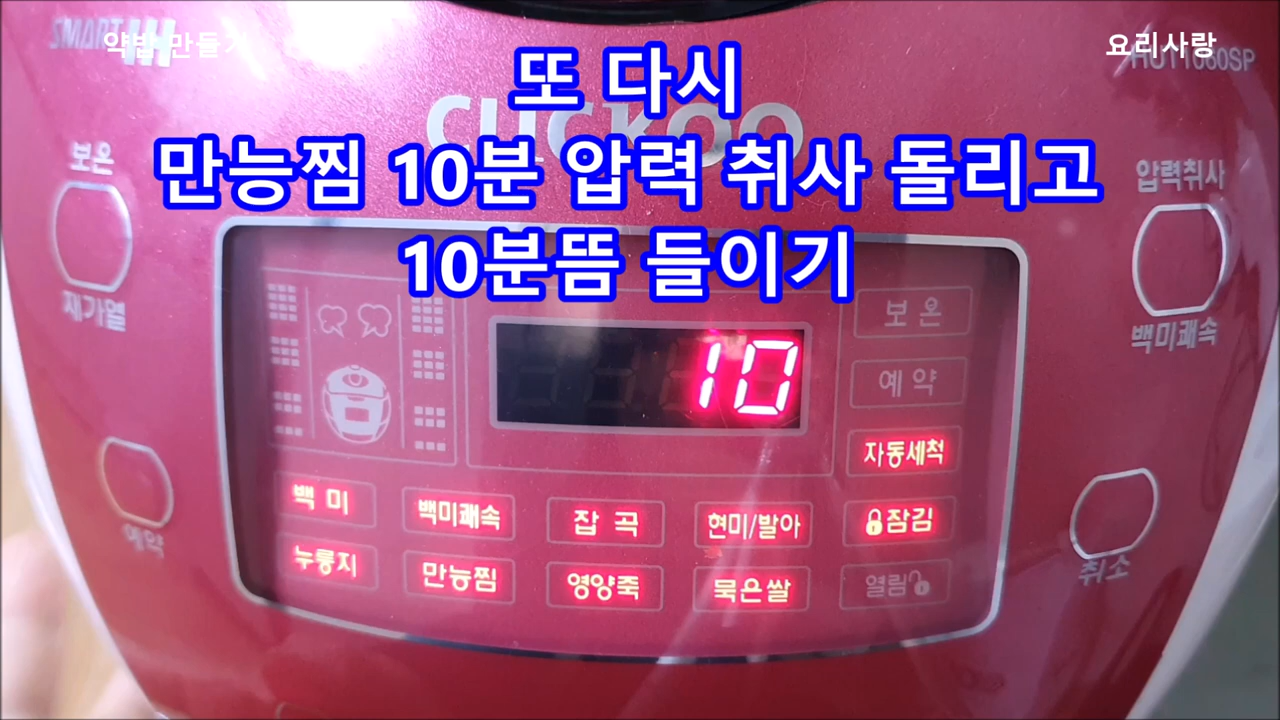 약밥 만들기
요리사랑
SMART IH
HU11060SP
CUCKOO
또 다시
만능찜 10분 압력 취사 돌리고
10분뜸 들이기
보온
압력취사
재가열
백미쾌속
10
보온
예약
자동세척
백미
백미쾌속
잡곡
현미/발아
잠김
누룽지
만능찜
영양죽
묵은쌀
열림
예약
취소